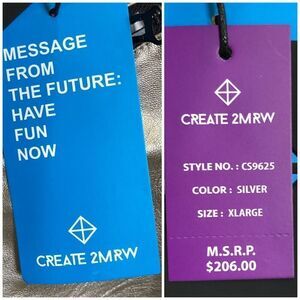 MESSAGE
FROM
THE FUTURE:
HAVE
FUN
NOW
CREATE 2MRW
CREATE 2MRW
STYLE NO. : CS9625
COLOR : SILVER
SIZE : XLARGE
M.S.R.P.
$206.00